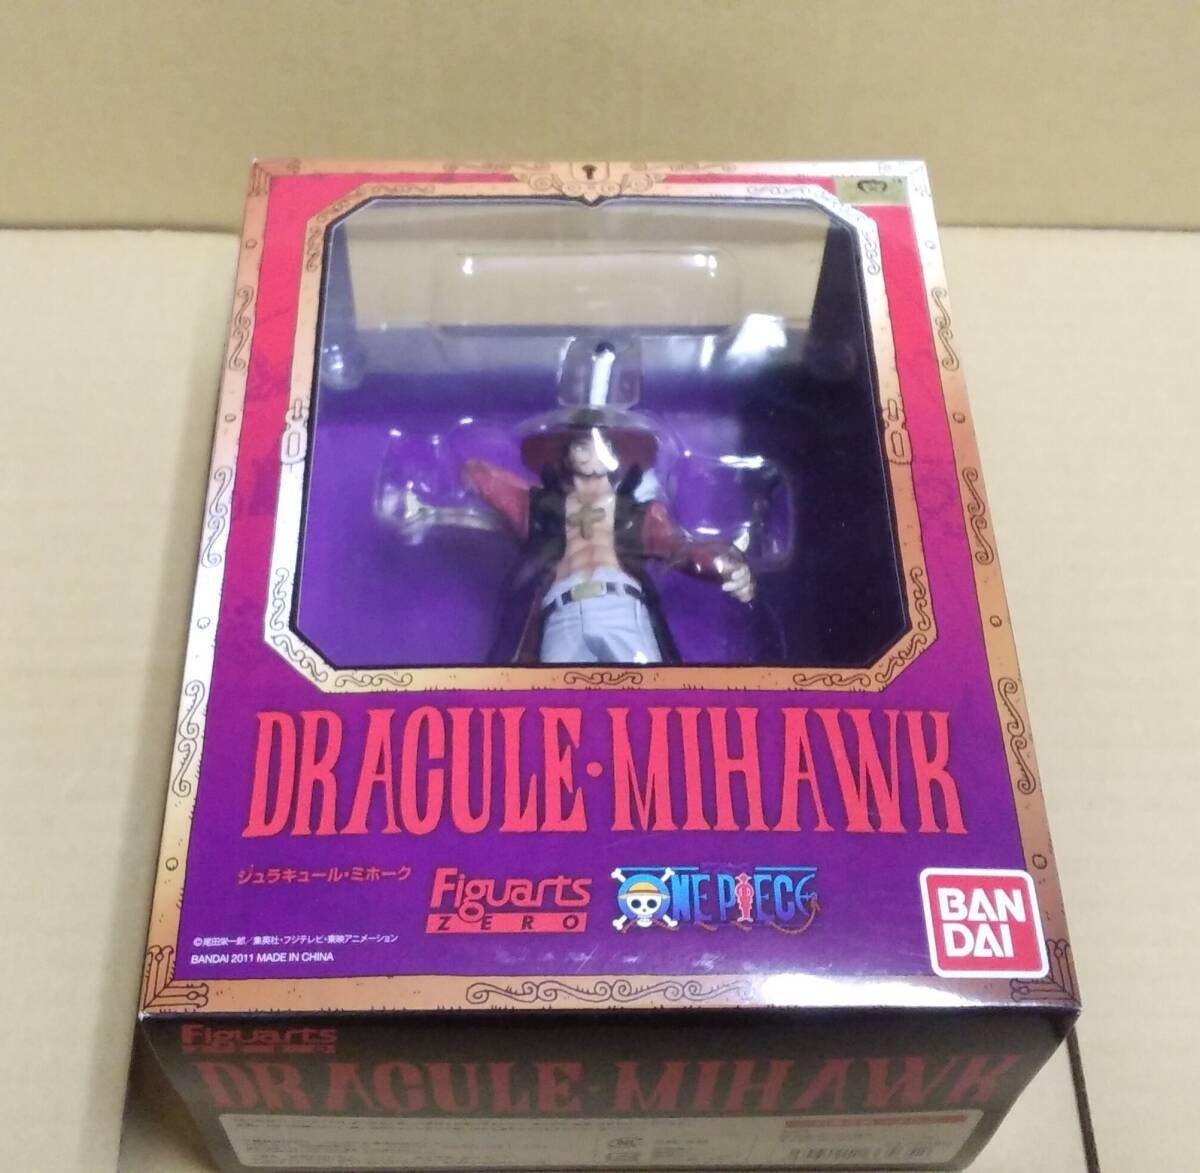 DRACULE・MIHAWK
ジュラキュール・ミホーク
Figuarts
ZERO
ONE PIECE
BAN
DAI
©尾田栄一郎／集英社・フジテレビ・東映アニメーション
BANDAI 2011 MADE IN CHINA
Figuarts
ZERO
DRACULE・MIHAWK